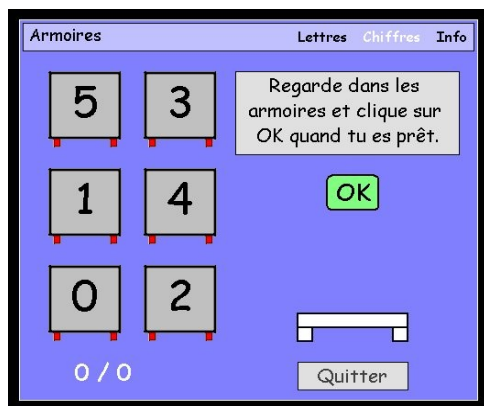 Armoires Lettres Chiffres Info
5 3
Regarde dans les
armoires et clique sur
OK quand tu es prêt.
1 4
OK
0 2
0 / 0
Quitter